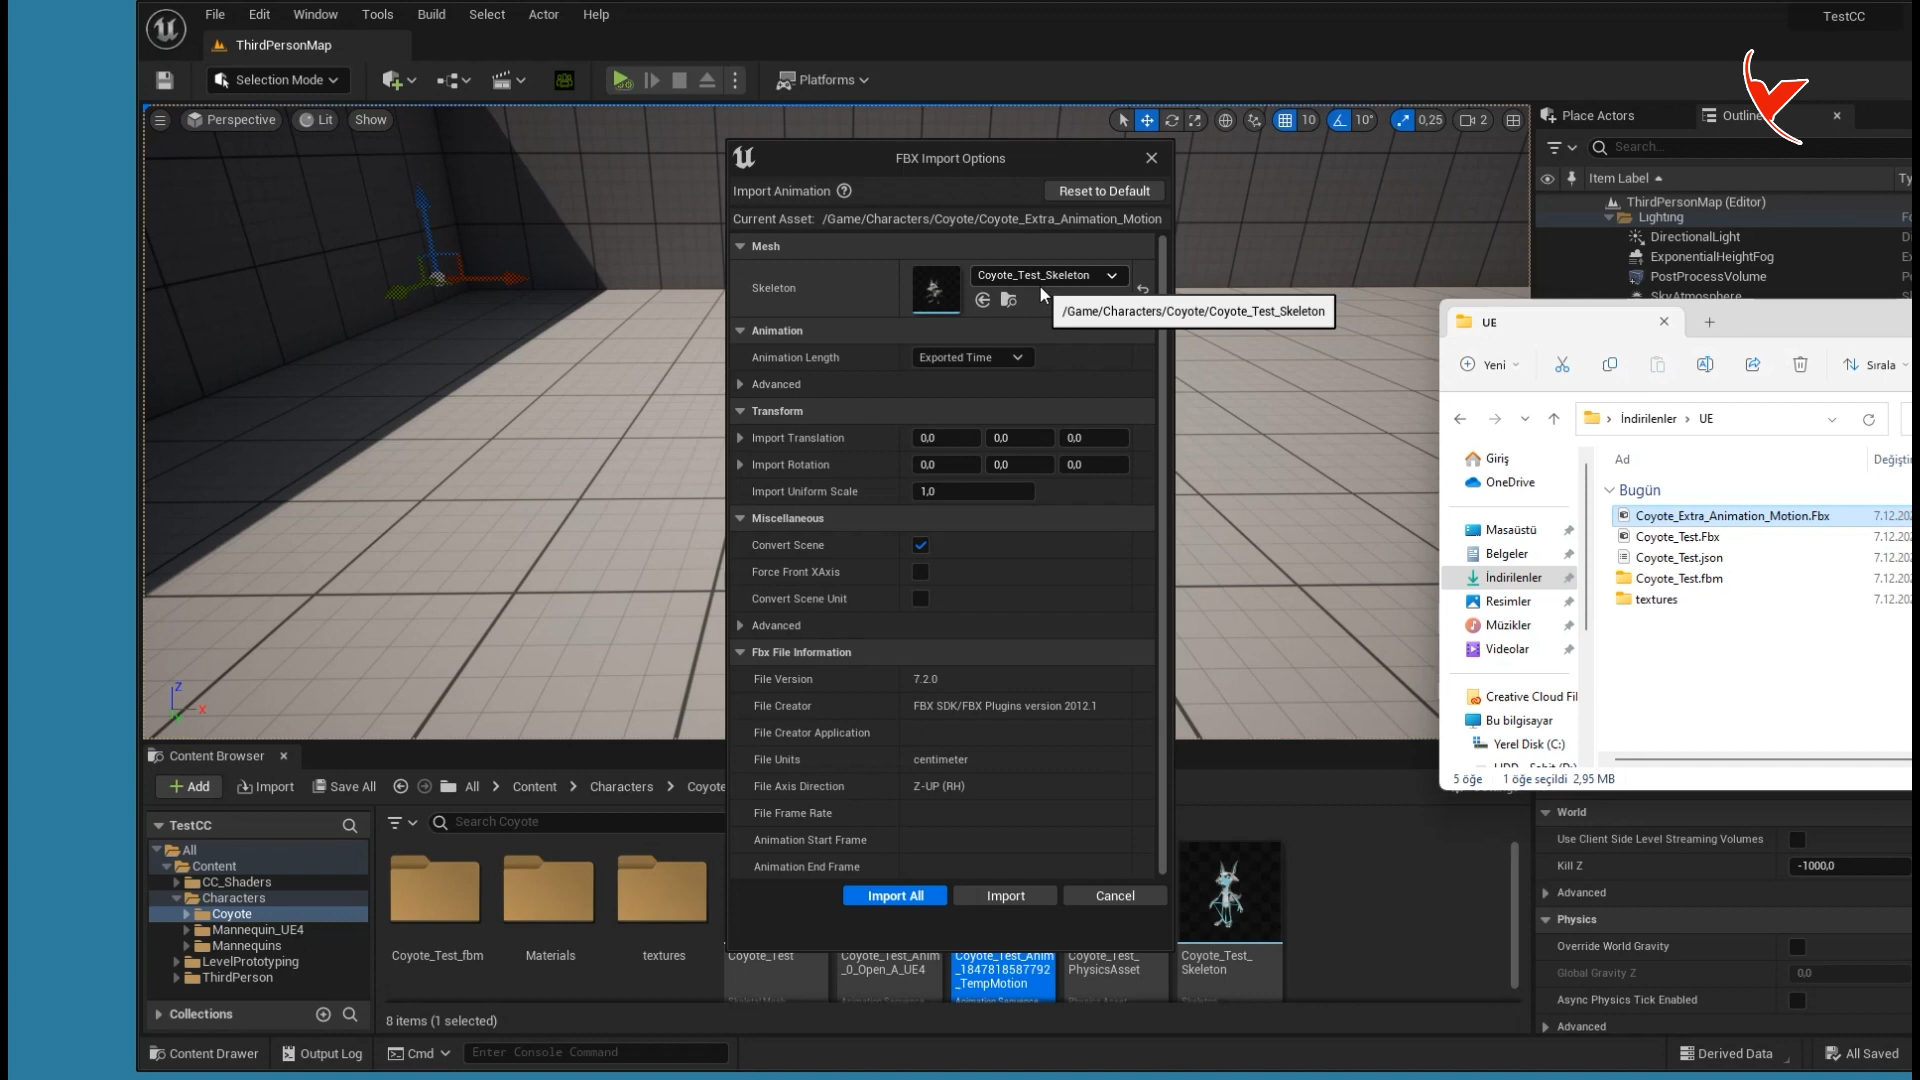 File Edit Window Tools Build Select Actor Help
TestCC
ThirdPersonMap
Selection Mode
Platforms
Perspective Lit Show
10 10° 0,25 2
Place Actors
Outline
Search...
Item Label
Ty
ThirdPersonMap (Editor)
Lighting
DirectionalLight
ExponentialHeightFog
PostProcessVolume
SkyAtmosphere
FBX Import Options
Import Animation
Reset to Default
Current Asset: /Game/Characters/Coyote/Coyote_Extra_Animation_Motion
Mesh
Skeleton
Coyote_Test_Skeleton
/Game/Characters/Coyote/Coyote_Test_Skeleton
Animation
Animation Length Exported Time
Advanced
Transform
Import Translation 0,0 0,0 0,0
Import Rotation 0,0 0,0 0,0
Import Uniform Scale 1,0
Miscellaneous
Convert Scene
Force Front XAxis
Convert Scene Unit
Advanced
Fbx File Information
File Version 7.2.0
File Creator FBX SDK/FBX Plugins version 2012.1
File Creator Application
File Units centimeter
File Axis Direction Z-UP (RH)
File Frame Rate
Animation Start Frame
Animation End Frame
Import All Import Cancel
UE
Yeni
Sırala
İndirilenler > UE
Ad
Değişti
Giriş
OneDrive
Masaüstü
Belgeler
İndirilenler
Resimler
Müzikler
Videolar
Creative Cloud Fil
Bu bilgisayar
Yerel Disk (C:)
Bugün
Coyote_Extra_Animation_Motion.Fbx 7.12.202
Coyote_Test.Fbx 7.12.202
Coyote_Test.json 7.12.202
Coyote_Test.fbm 7.12.202
textures 7.12.202
5 öğe 1 öğe seçildi 2,95 MB
Z
X
Content Browser
Add Import Save All All > Content > Characters > Coyote
TestCC
All
Content
CC_Shaders
Characters
Coyote
Mannequin_UE4
Mannequins
LevelPrototyping
ThirdPerson
Collections
Search Coyote
Coyote_Test_fbm
Materials
textures
Coyote_Test
Coyote_Test_Anim
_0_Open_A_UE4
Coyote_Test_Anim
_1847818587792
_TempMotion
Coyote_Test_
PhysicsAsset
Coyote_Test_
Skeleton
8 items (1 selected)
World
Use Client Side Level Streaming Volumes
Kill Z -1000,0
Advanced
Physics
Override World Gravity
Global Gravity Z 0,0
Async Physics Tick Enabled
Advanced
Content Drawer Output Log Cmd Enter Console Command
Derived Data All Saved